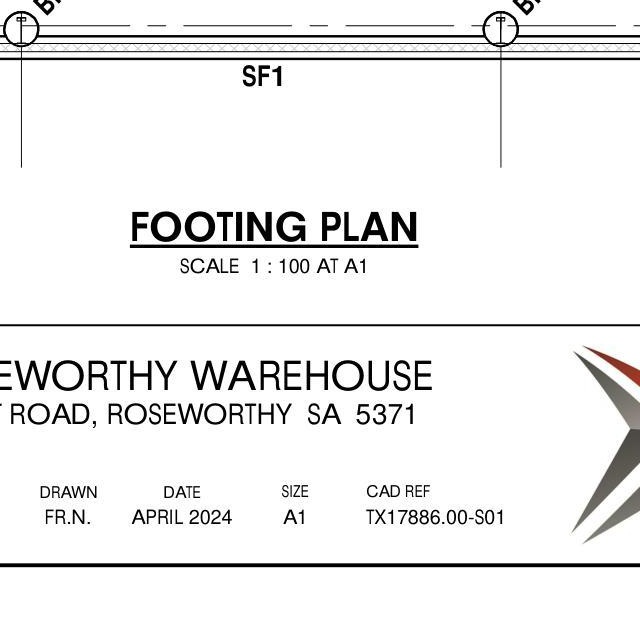 SF1
FOOTING PLAN
SCALE 1 : 100 AT A1
EWORTHY WAREHOUSE
ROAD, ROSEWORTHY SA 5371
DRAWN DATE SIZE CAD REF
FR.N. APRIL 2024 A1 TX17886.00-S01